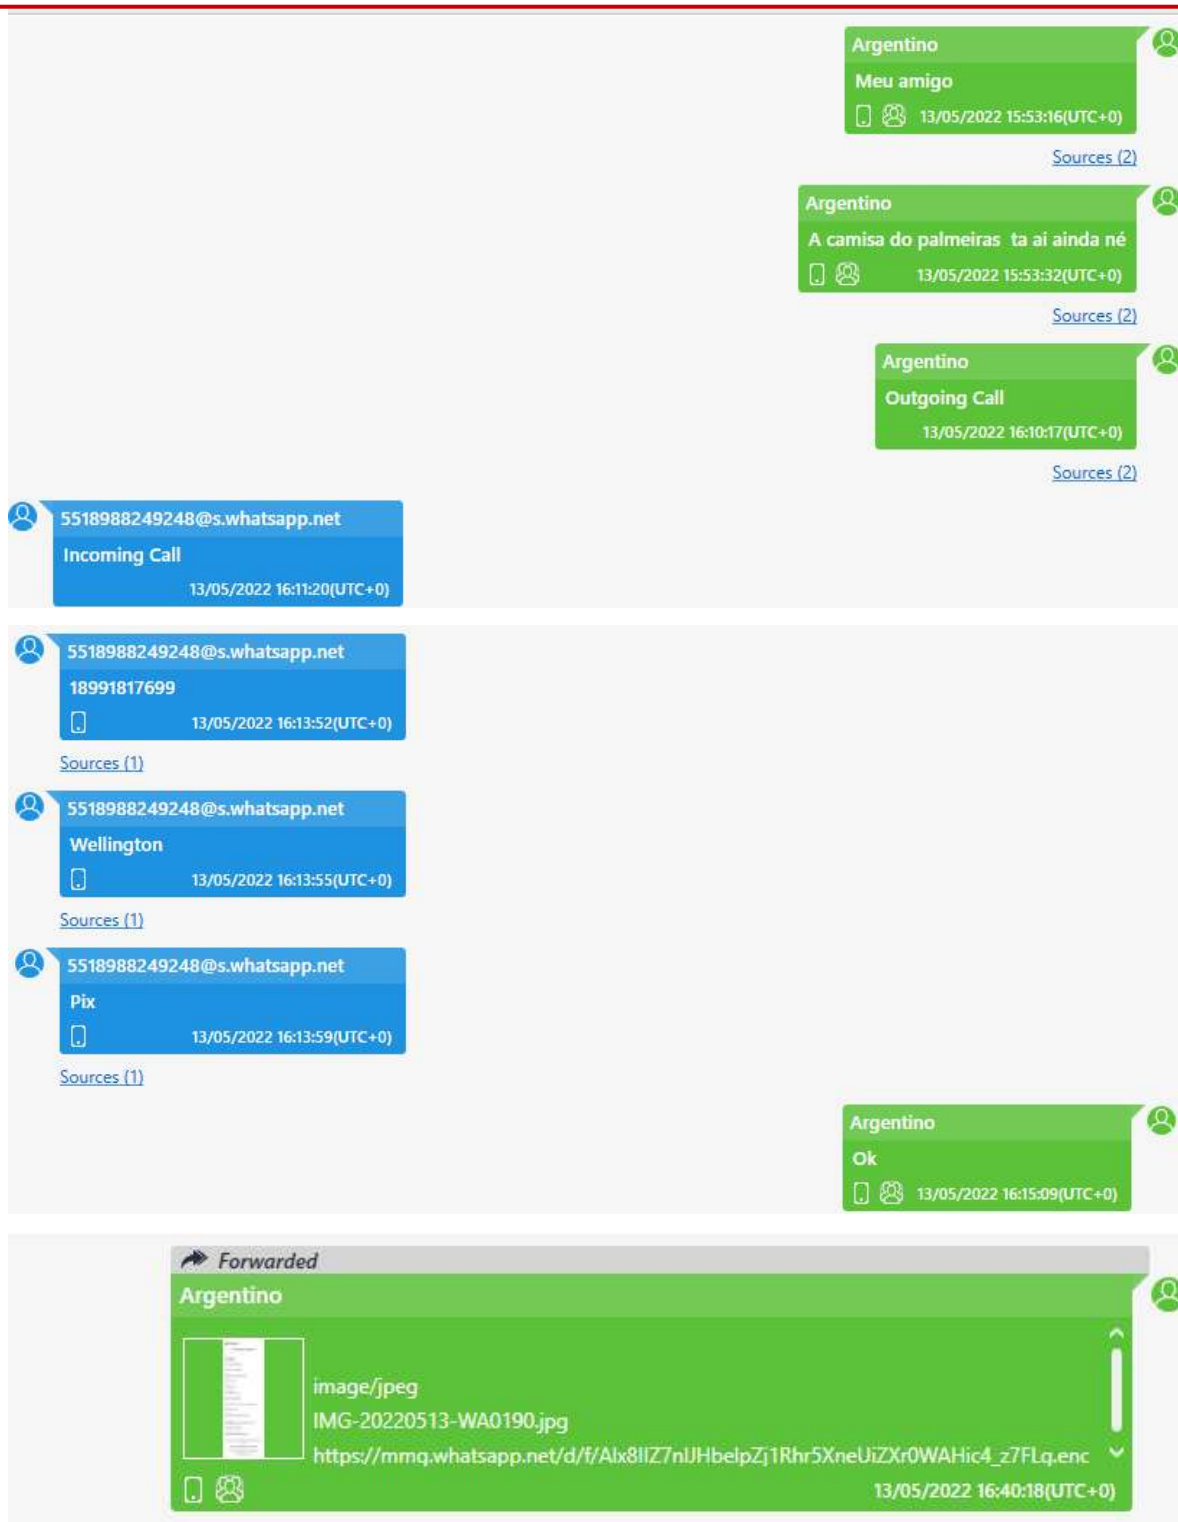 Argentino
Meu amigo
13/05/2022 15:53:16(UTC+0)
Sources (2)
Argentino
A camisa do palmeiras ta ai ainda né
13/05/2022 15:53:32(UTC+0)
Sources (2)
Argentino
Outgoing Call
13/05/2022 16:10:17(UTC+0)
Sources (2)
5518988249248@s.whatsapp.net
Incoming Call
13/05/2022 16:11:20(UTC+0)
5518988249248@s.whatsapp.net
18991817699
13/05/2022 16:13:52(UTC+0)
Sources (1)
5518988249248@s.whatsapp.net
Wellington
13/05/2022 16:13:55(UTC+0)
Sources (1)
5518988249248@s.whatsapp.net
Pix
13/05/2022 16:13:59(UTC+0)
Sources (1)
Argentino
Ok
13/05/2022 16:15:09(UTC+0)
Forwarded
Argentino
image/jpeg
IMG-20220513-WA0190.jpg
https://mmg.whatsapp.net/d/f/Alx8IlZ7nlJHbelpZj1Rhr5XneUiZXr0WAHic4_z7FLg.enc
13/05/2022 16:40:18(UTC+0)